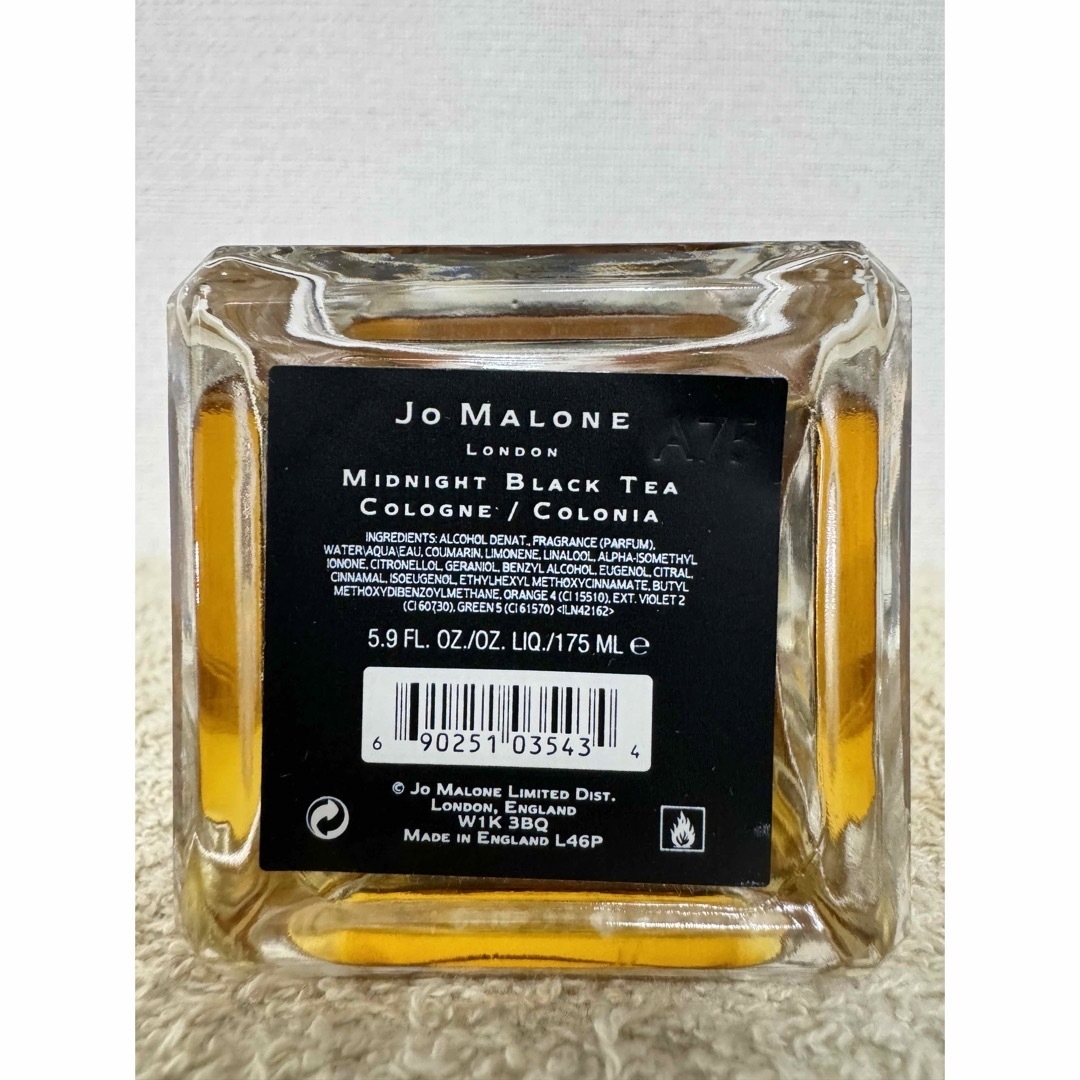 JO MALONE
LONDON
A75
MIDNIGHT BLACK TEA
COLOGNE / COLONIA
INGREDIENTS: ALCOHOL DENAT., FRAGRANCE (PARFUM),
WATER\AQUA\EAU, COUMARIN, LIMONENE, LINALOOL, ALPHA-ISOMETHYL
IONONE, CITRONELLOL, GERANIOL, BENZYL ALCOHOL, EUGENOL, CITRAL,
CINNAMAL, ISOEUGENOL, ETHYLHEXYL METHOXYCINNAMATE, BUTYL
METHOXYDIBENZOYLMETHANE, ORANGE 4 (CI 15510), EXT. VIOLET 2
(CI 60730), GREEN 5 (CI 61570) <ILN42162>
5.9 FL. OZ./OZ. LIQ./175 ML ℮
6 90251 03543 4
© JO MALONE LIMITED DIST.
LONDON, ENGLAND
W1K 3BQ
MADE IN ENGLAND L46P